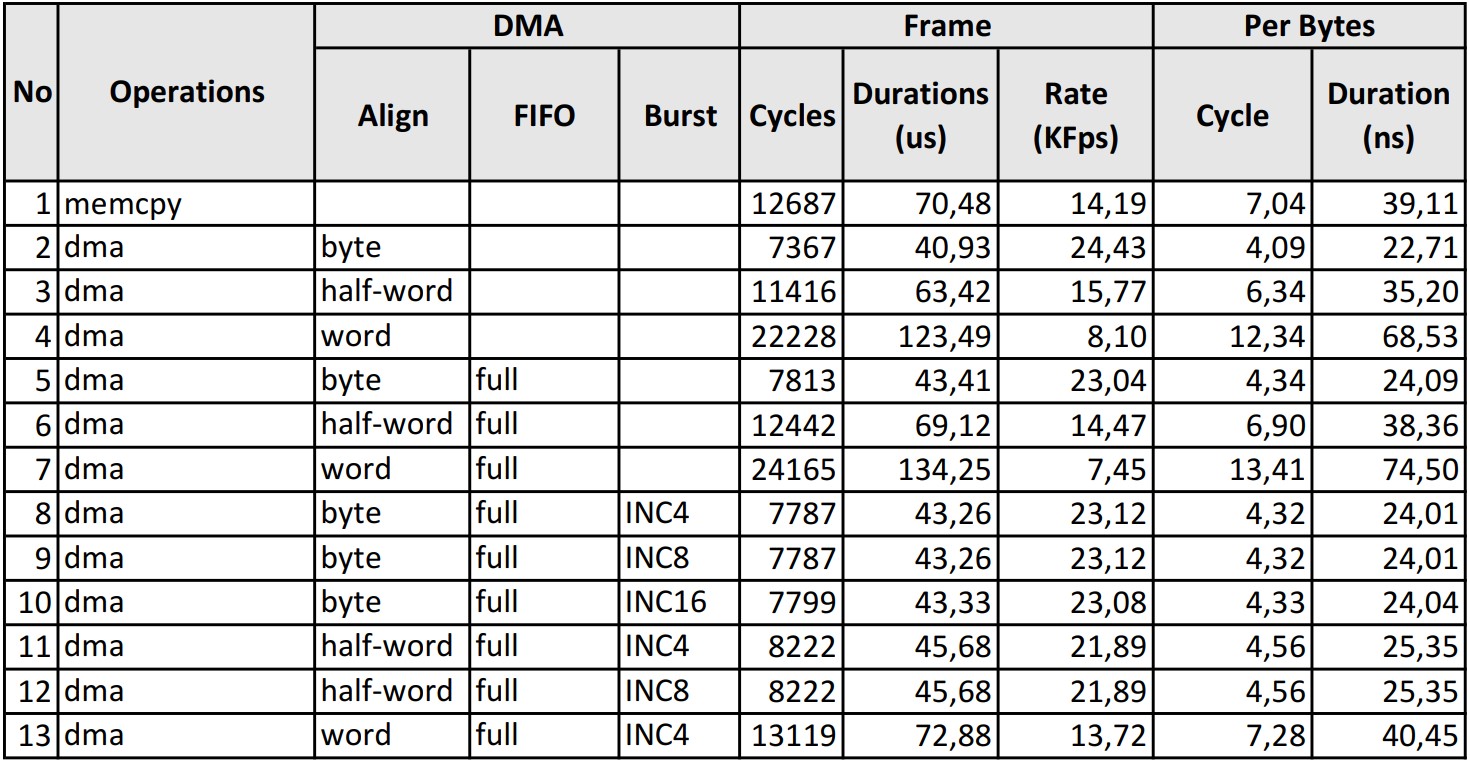 No Operations DMA Frame Per Bytes
Align FIFO Burst Cycles Durations (us) Rate (KFps) Cycle Duration (ns)
1 memcpy 12687 70,48 14,19 7,04 39,11
2 dma byte 7367 40,93 24,43 4,09 22,71
3 dma half-word 11416 63,42 15,77 6,34 35,20
4 dma word 22228 123,49 8,10 12,34 68,53
5 dma byte full 7813 43,41 23,04 4,34 24,09
6 dma half-word full 12442 69,12 14,47 6,90 38,36
7 dma word full 24165 134,25 7,45 13,41 74,50
8 dma byte full INC4 7787 43,26 23,12 4,32 24,01
9 dma byte full INC8 7787 43,26 23,12 4,32 24,01
10 dma byte full INC16 7799 43,33 23,08 4,33 24,04
11 dma half-word full INC4 8222 45,68 21,89 4,56 25,35
12 dma half-word full INC8 8222 45,68 21,89 4,56 25,35
13 dma word full INC4 13119 72,88 13,72 7,28 40,45